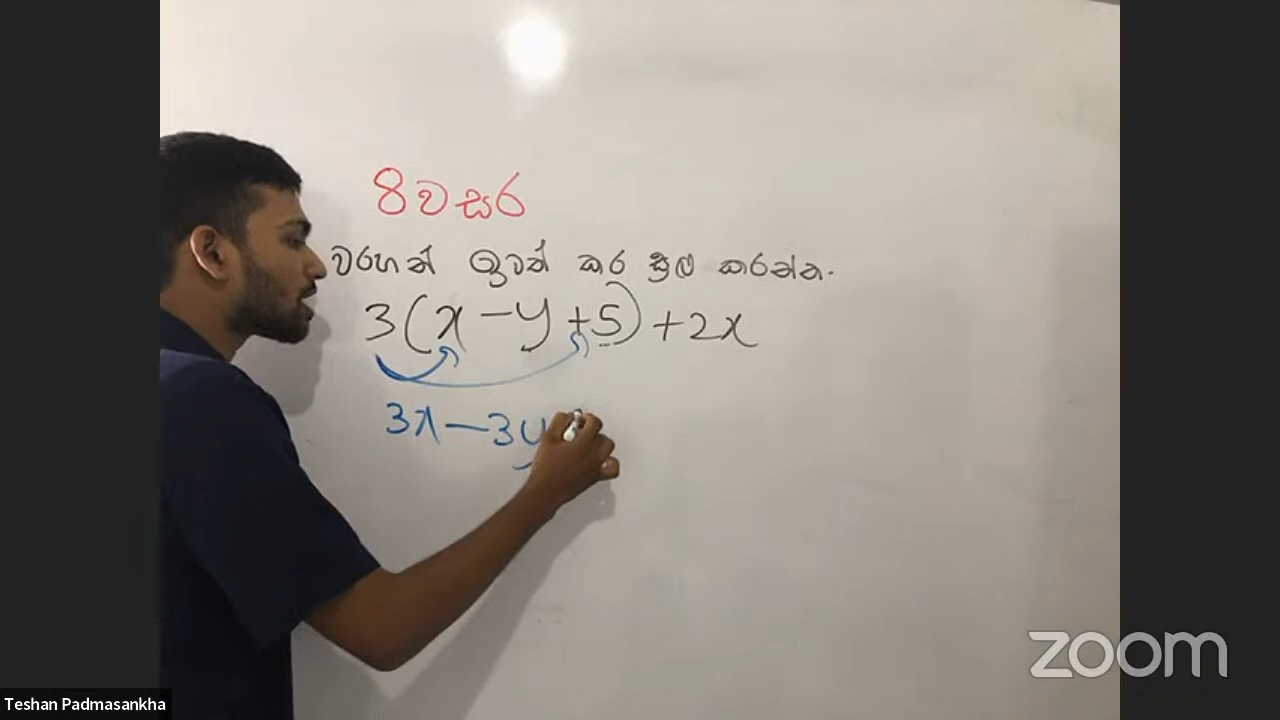 8 වසර
වරහන් ඉවත් කර සුලු කරන්න.
3(x - y + 5) + 2x
3x - 3y
zoom
Teshan Padmasankha